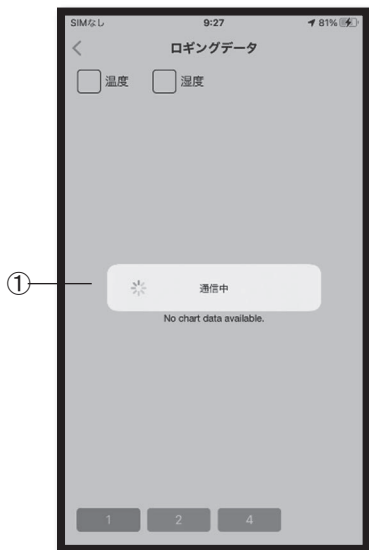 SIMなし 9:27 81%
ロギングデータ
温度 湿度
① 通信中
No chart data available.
1 2 4